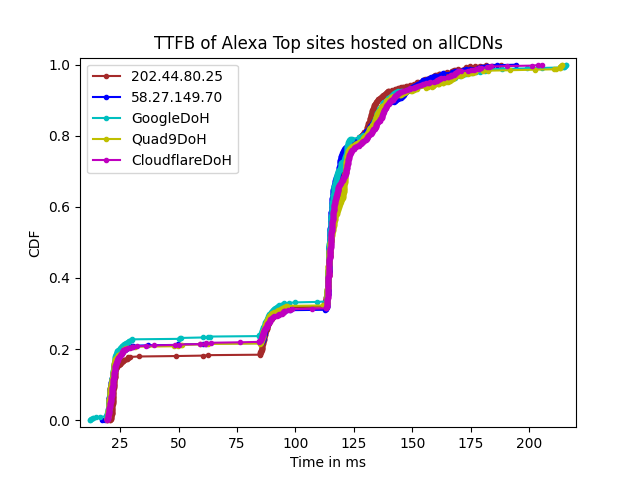 TTFB of Alexa Top sites hosted on allCDNs
1.0
0.8
0.6
0.4
0.2
0.0
CDF
202.44.80.25
58.27.149.70
GoogleDoH
Quad9DoH
CloudflareDoH
25 50 75 100 125 150 175 200
Time in ms